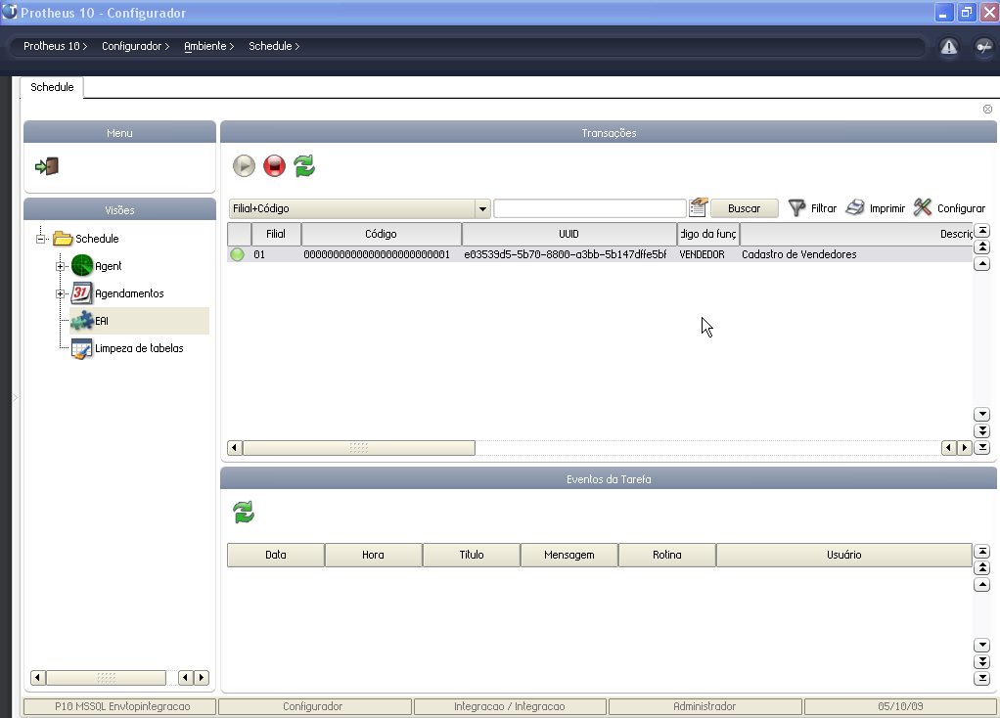 Protheus 10 - Configurador
Protheus 10 > Configurador > Ambiente > Schedule >
Schedule
Menu
Transações
Visões
Filial+Código
Buscar
Filtrar
Imprimir
Configurar
Schedule
Agent
31
Agendamentos
EAI
Limpeza de tabelas
Filial Código UUID digo da funç Descriç
01 e03539d5-5b70-8800-a3bb-5b147dffe5bf VENDEDOR Cadastro de Vendedores
Eventos da Tarefa
Data Hora Titulo Mensagem Rotina Usuário
P10 MSSQL Envtopintegracao Configurador Integracao / Integracao Administrador 05/10/09